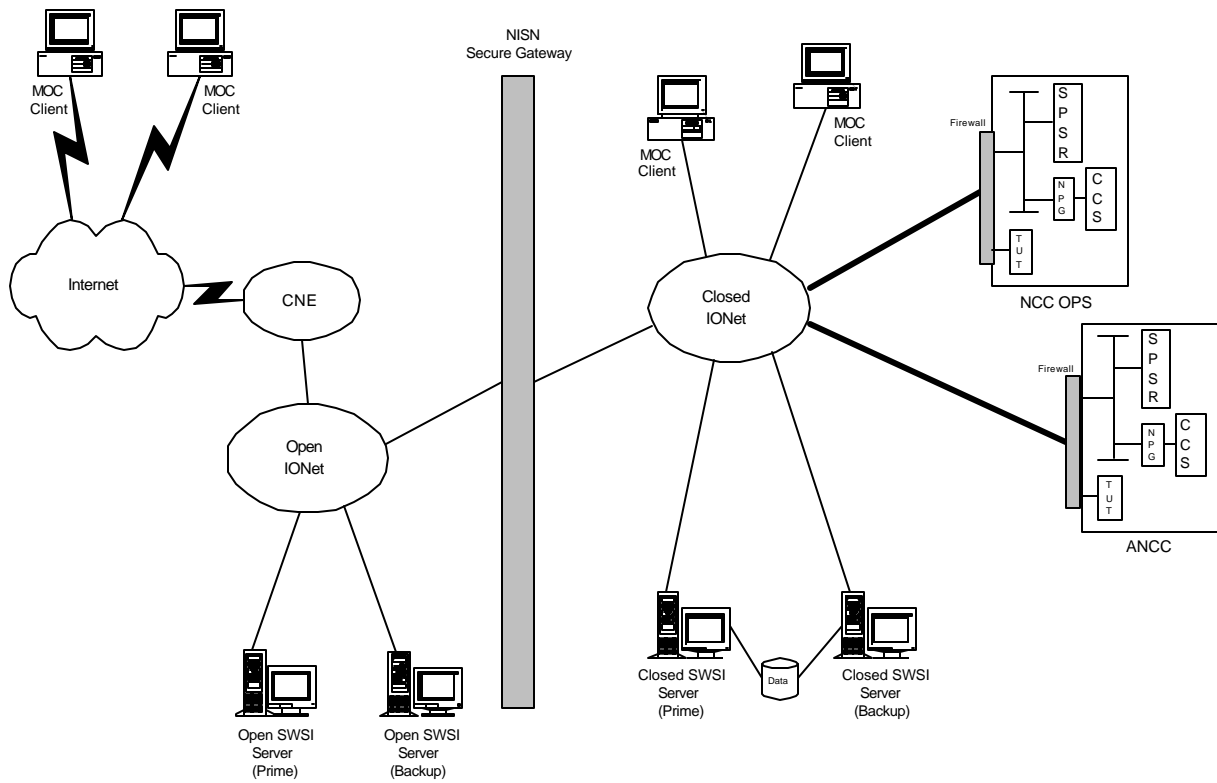 NISN
Secure Gateway
MOC
Client
MOC
Client
MOC
Client
MOC
Client
Internet
CNE
Open
IONet
Closed
IONet
Firewall
S
P
S
R
N
P
G
C
C
S
T
U
T
NCC OPS
Firewall
S
P
S
R
N
P
G
C
C
S
T
U
T
ANCC
Open SWSI
Server
(Prime)
Open SWSI
Server
(Backup)
Closed SWSI
Server
(Prime)
Data
Closed SWSI
Server
(Backup)